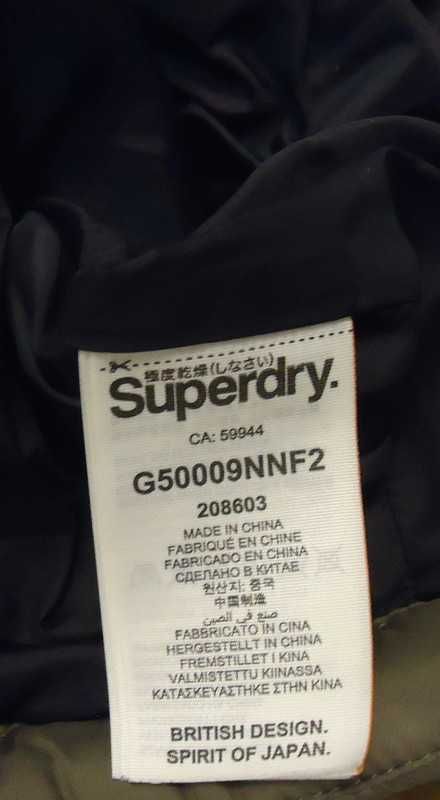 極度乾燥(しなさい)
Superdry.
CA: 59944
G50009NNF2
208603
MADE IN CHINA
FABRIQUÉ EN CHINE
FABRICADO EN CHINA
СДЕЛАНО В КИТАЕ
원산지: 중국
中国制造
صنع في الصين
FABBRICATO IN CINA
HERGESTELLT IN CHINA
FREMSTILLET I KINA
VALMISTETTU KIINASSA
ΚΑΤΑΣΚΕΥΑΣΤΗΚΕ ΣΤΗΝ ΚΙΝΑ
BRITISH DESIGN.
SPIRIT OF JAPAN.